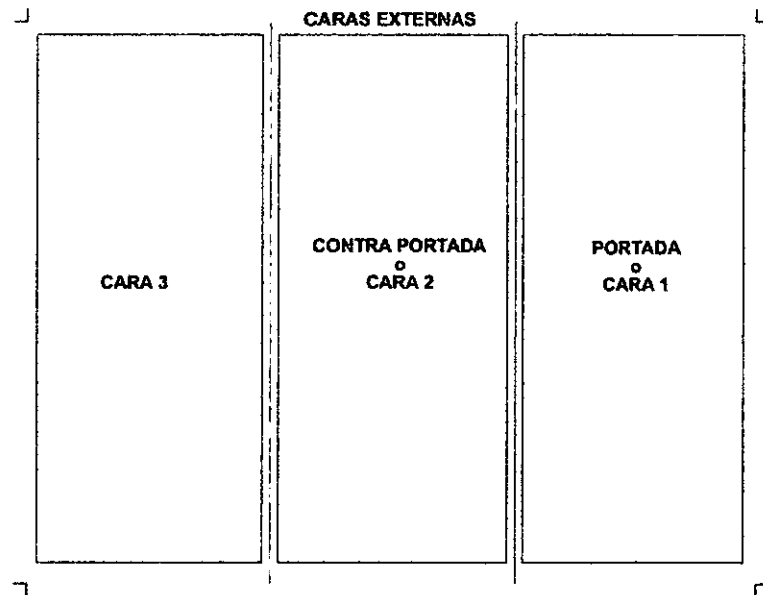 CARAS EXTERNAS
CARA 3
CONTRA PORTADA
o
CARA 2
PORTADA
o
CARA 1